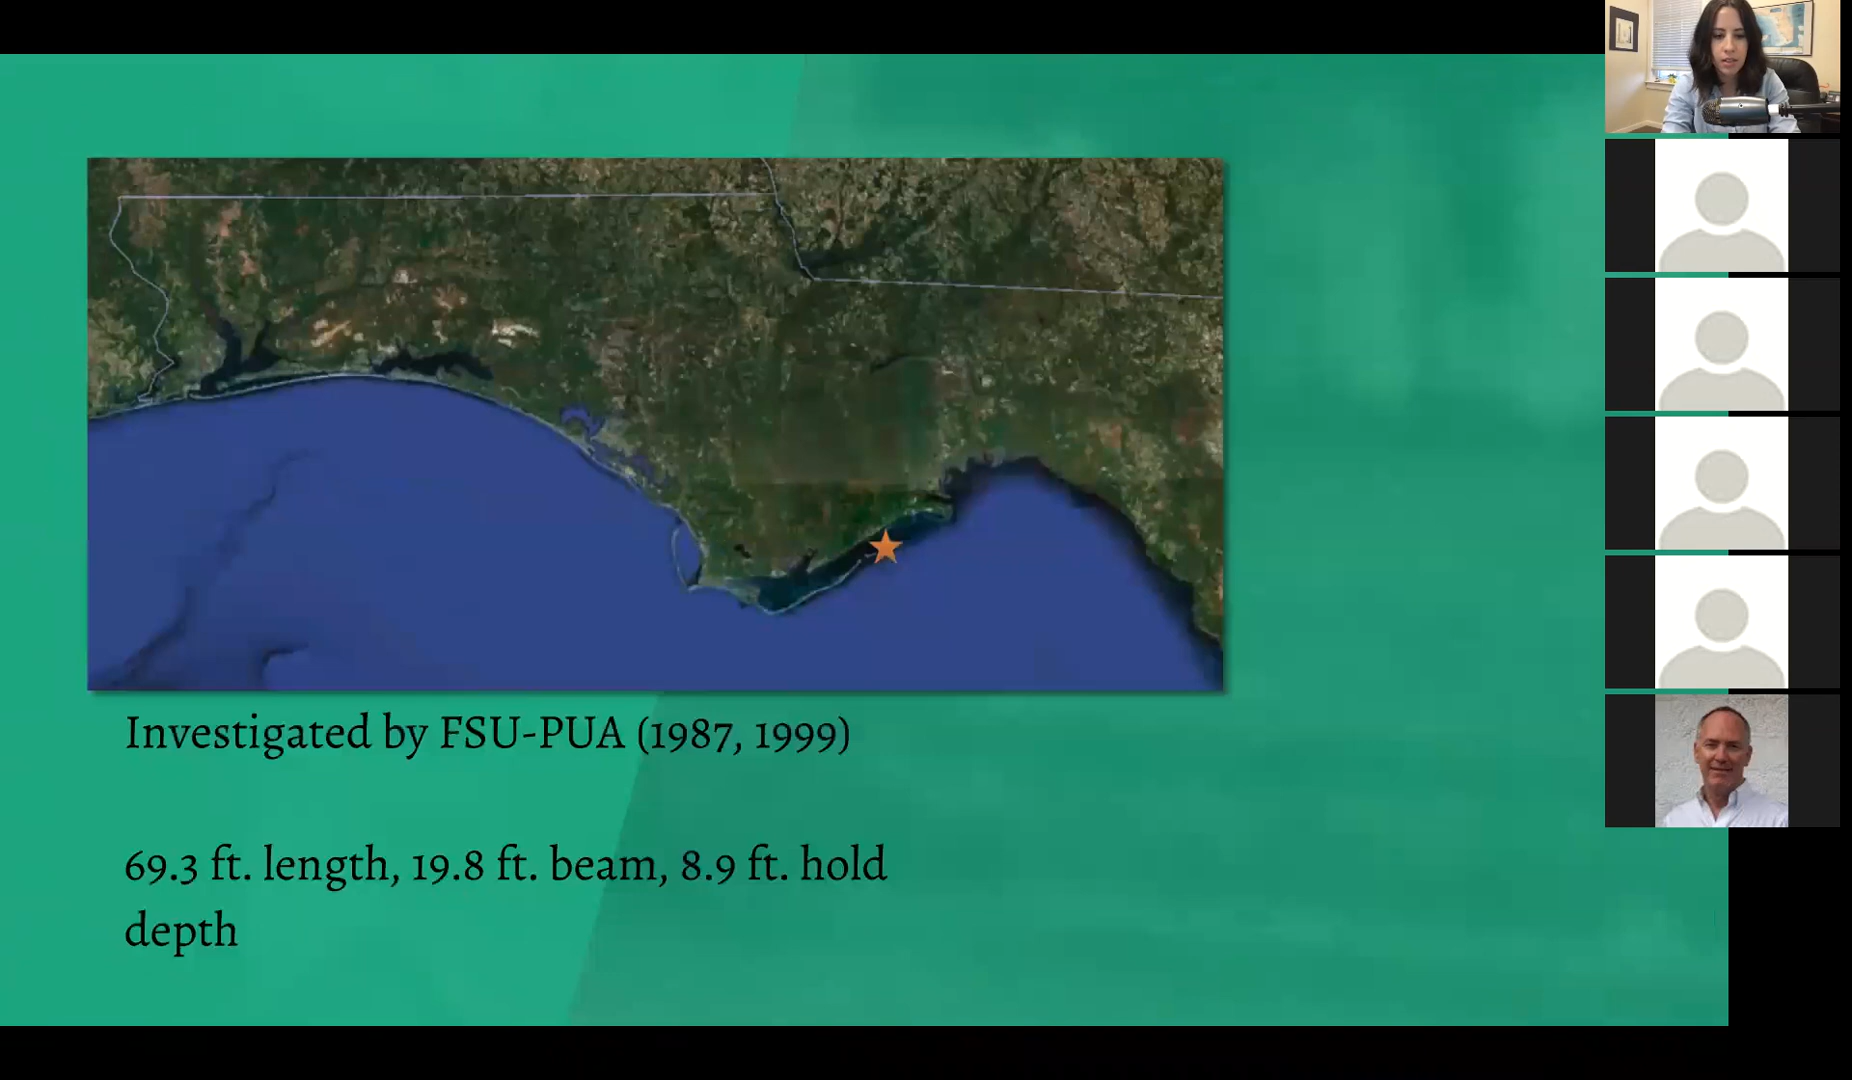 Investigated by FSU-PUA (1987, 1999)
69.3 ft. length, 19.8 ft. beam, 8.9 ft. hold
depth